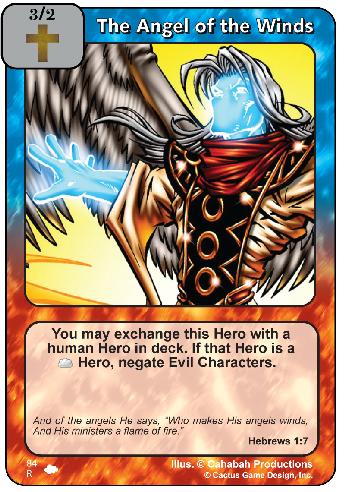 3/2
The Angel of the Winds
You may exchange this Hero with a
human Hero in deck. If that Hero is a
Hero, negate Evil Characters.
And of the angels He says, "Who makes His angels winds,
And His ministers a flame of fire."
Hebrews 1:7
84
R
Illus. © Cahabah Productions
© Cactus Game Design, Inc.